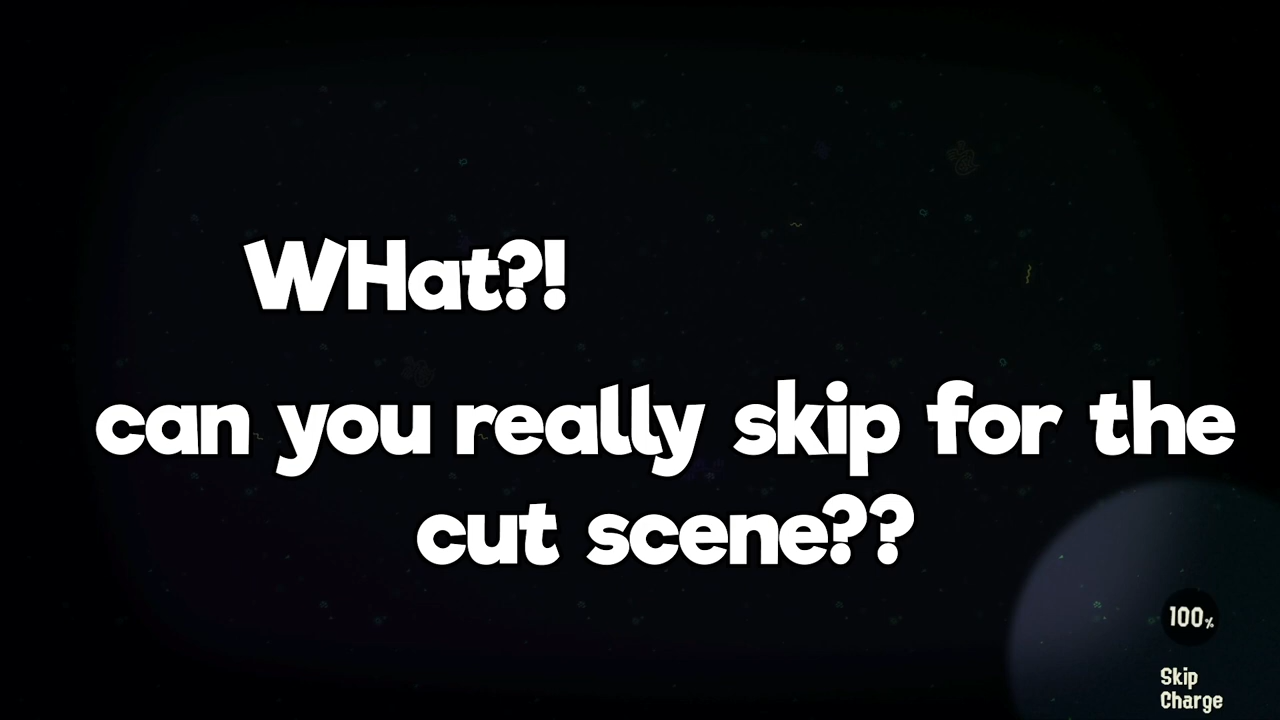 WHat?!
can you really skip for the
cut scene??
100%
Skip
Charge